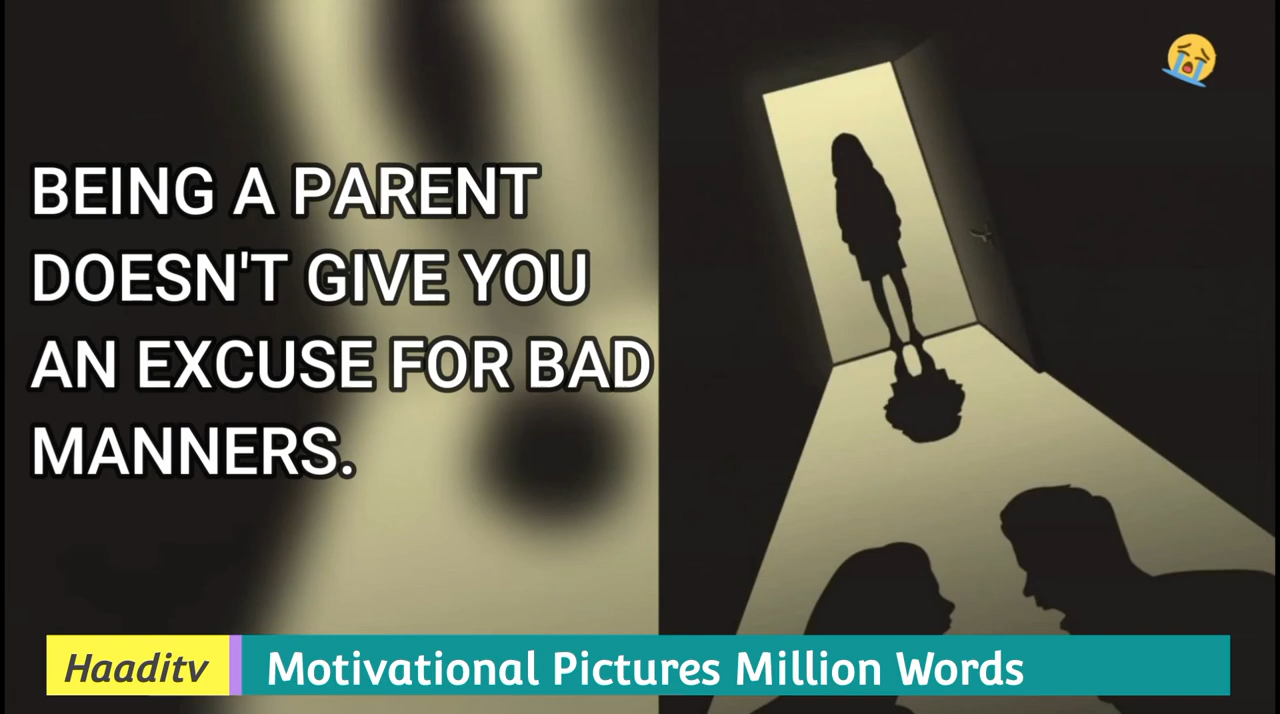 BEING A PARENT
DOESN'T GIVE YOU
AN EXCUSE FOR BAD
MANNERS.
Haaditv
Motivational Pictures Million Words